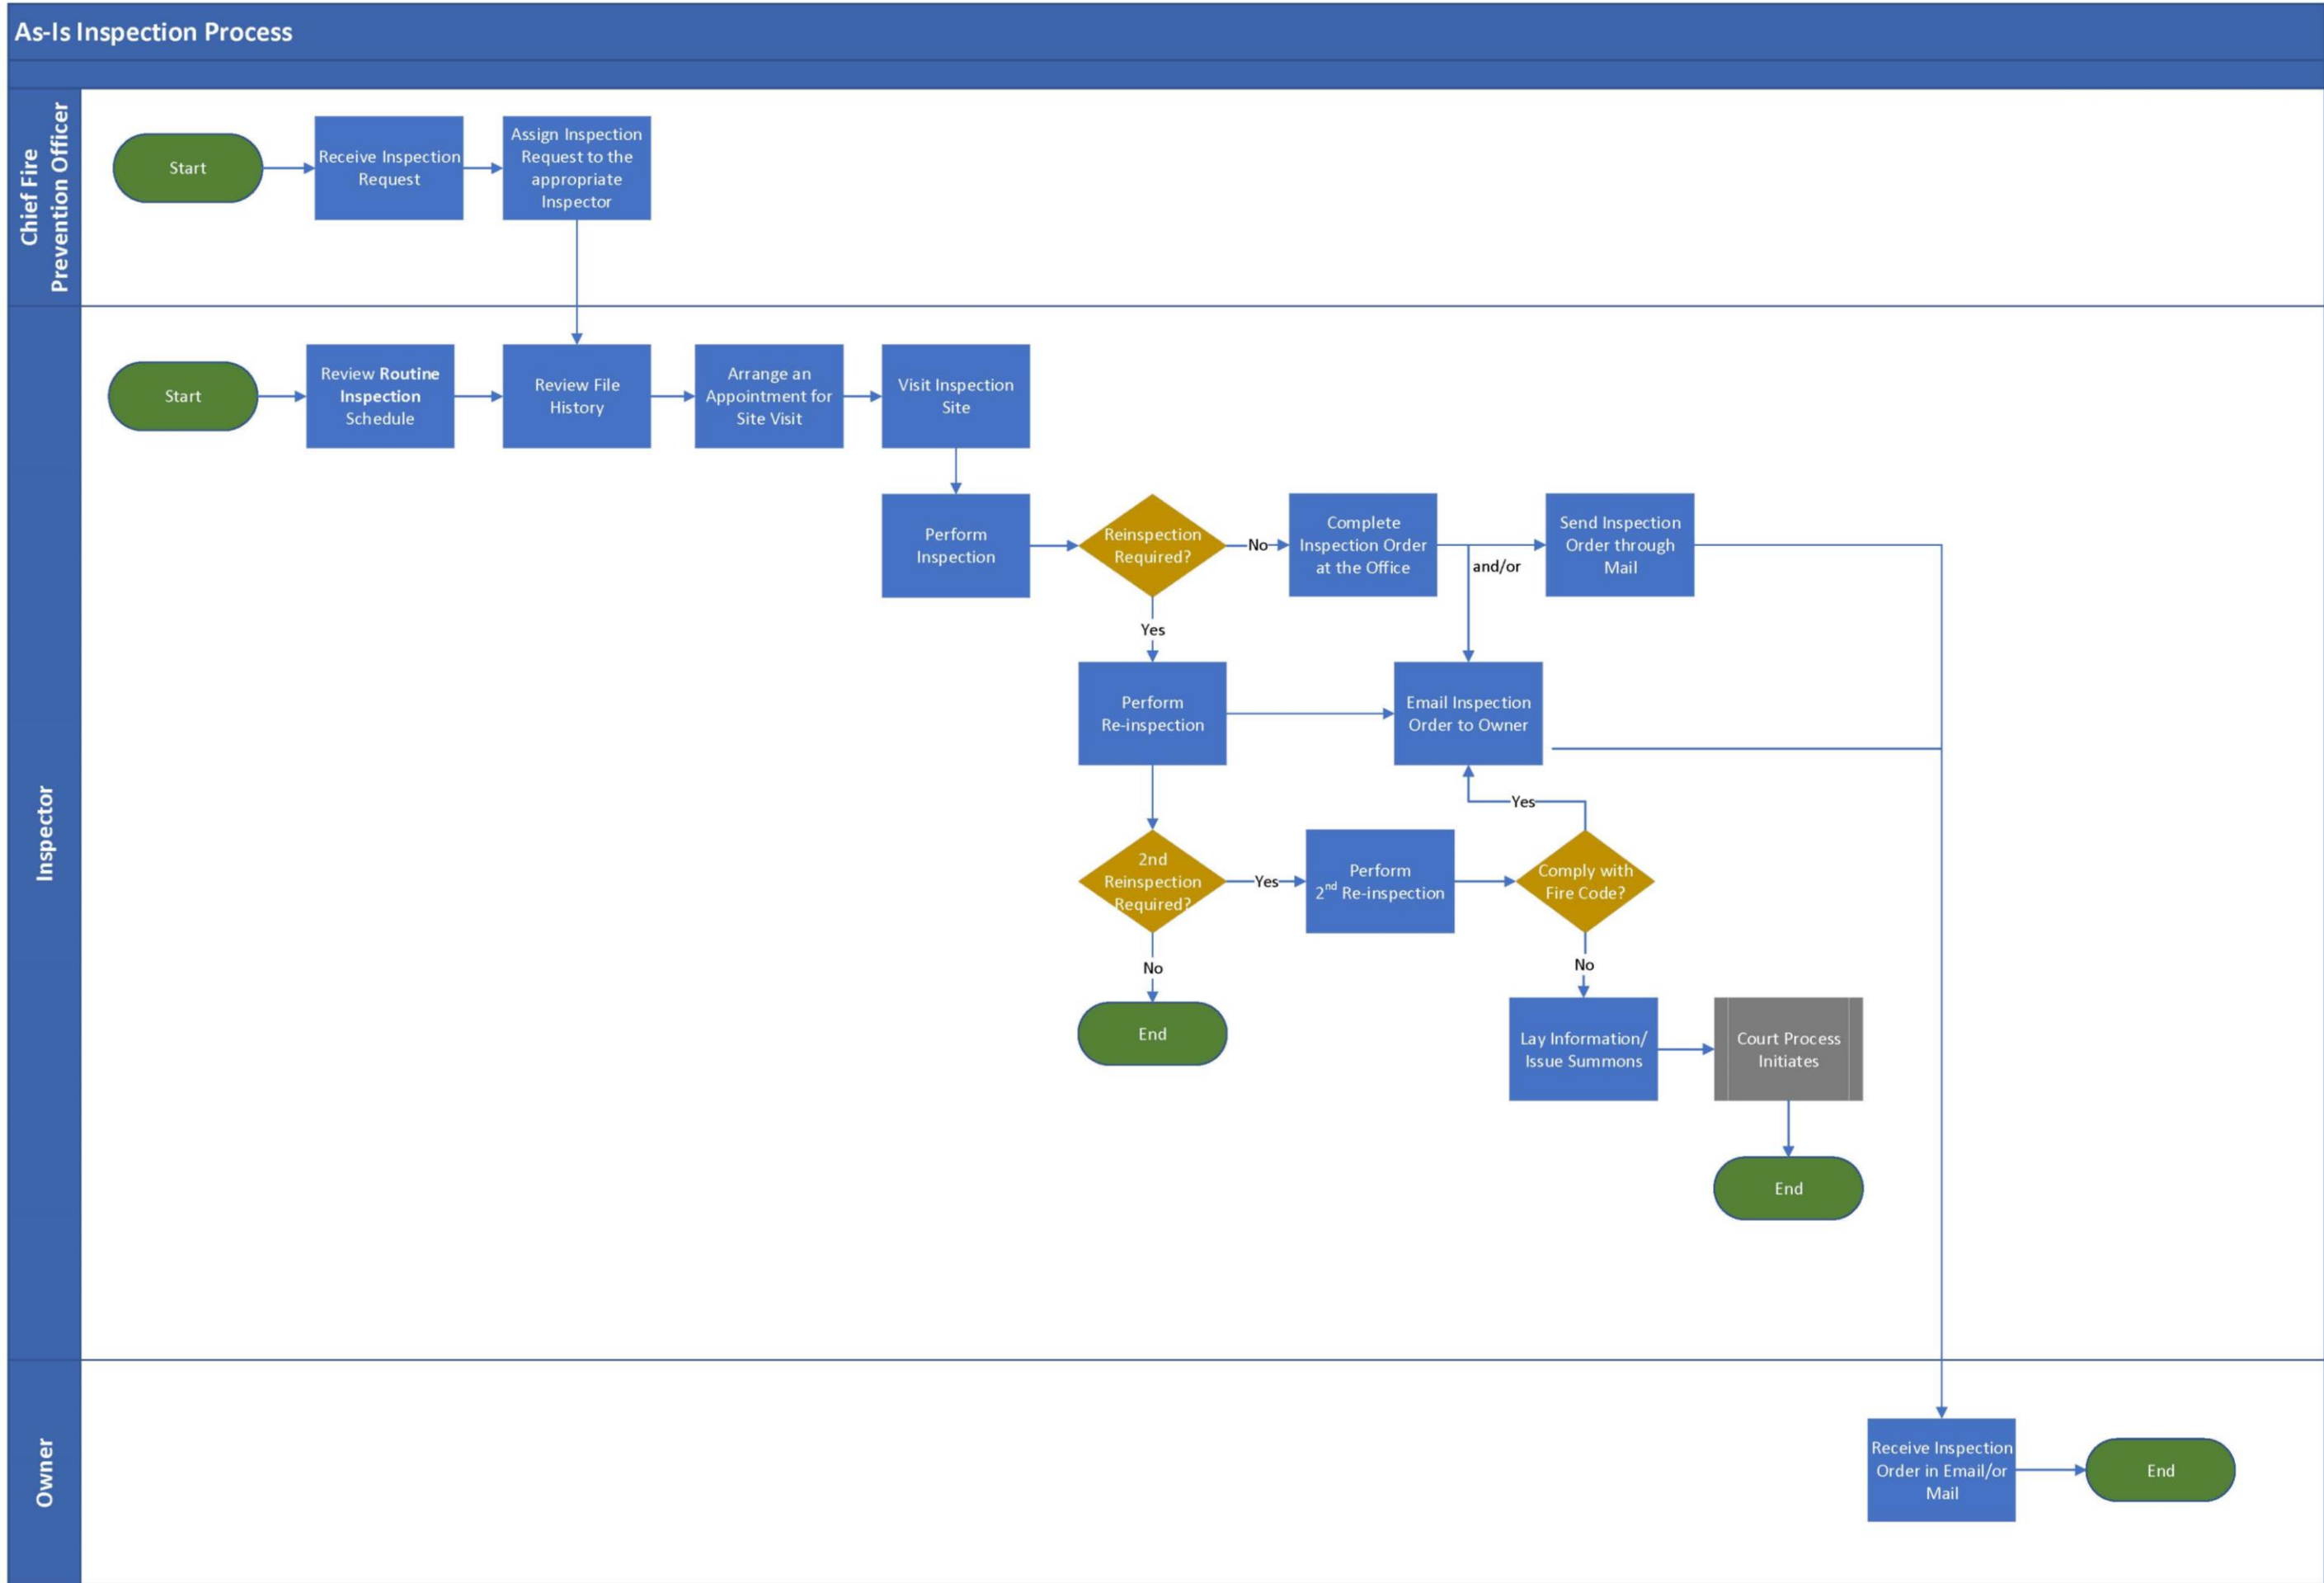 As-Is Inspection Process
Chief Fire
Prevention Officer
Start
Receive Inspection
Request
Assign Inspection
Request to the
appropriate
Inspector
Inspector
Start
Review Routine
Inspection
Schedule
Review File
History
Arrange an
Appointment for
Site Visit
Visit Inspection
Site
Perform
Inspection
Reinspection
Required?
No
Complete
Inspection Order
at the Office
and/or
Send Inspection
Order through
Mail
Yes
Perform
Re-inspection
Email Inspection
Order to Owner
Yes
2nd
Reinspection
Required?
Yes
Perform
2nd Re-inspection
Comply with
Fire Code?
No
No
End
Lay Information/
Issue Summons
Court Process
Initiates
End
Owner
Receive Inspection
Order in Email/or
Mail
End